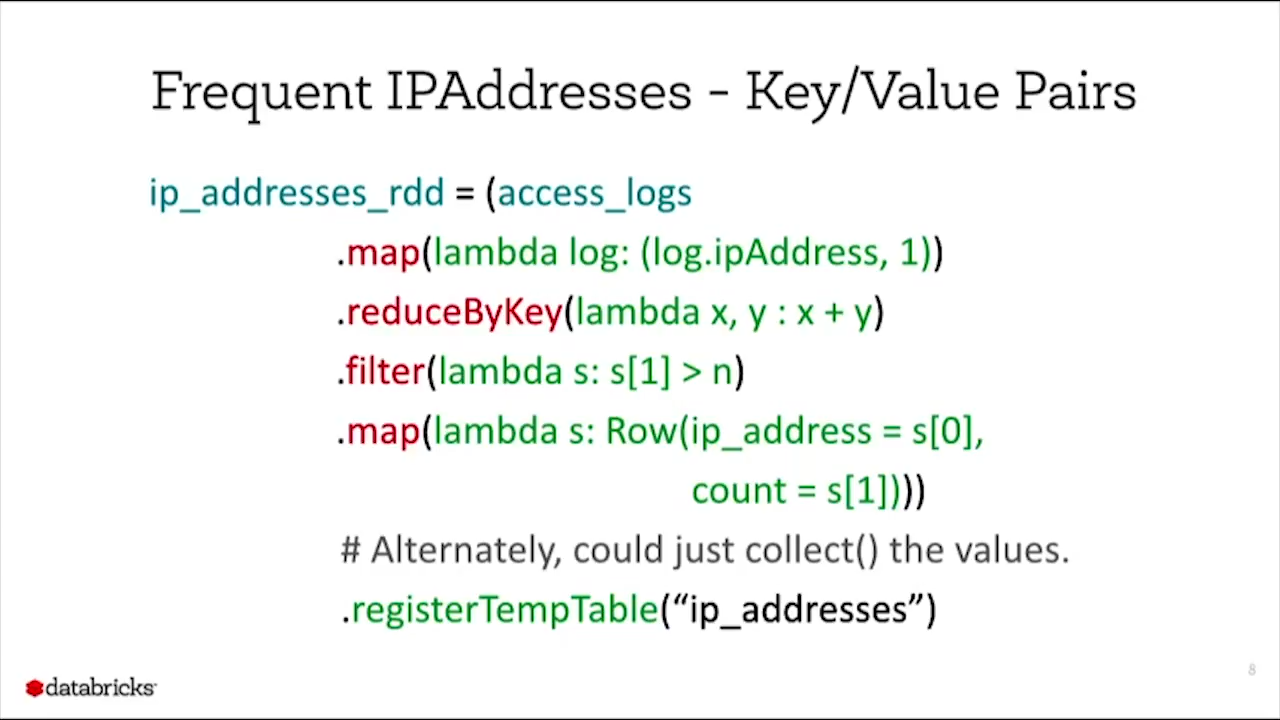 Frequent IPAddresses - Key/Value Pairs
ip_addresses_rdd = (access_logs
.map(lambda log: (log.ipAddress, 1))
.reduceByKey(lambda x, y : x + y)
.filter(lambda s: s[1] > n)
.map(lambda s: Row(ip_address = s[0],
count = s[1])))
# Alternately, could just collect() the values.
.registerTempTable(“ip_addresses”)
8
databricks